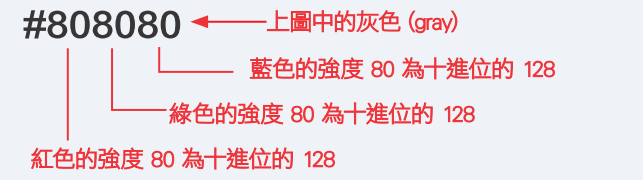 #808080 上圖中的灰色 (gray)
藍色的強度 80 為十進位的 128
綠色的強度 80 為十進位的 128
紅色的強度 80 為十進位的 128